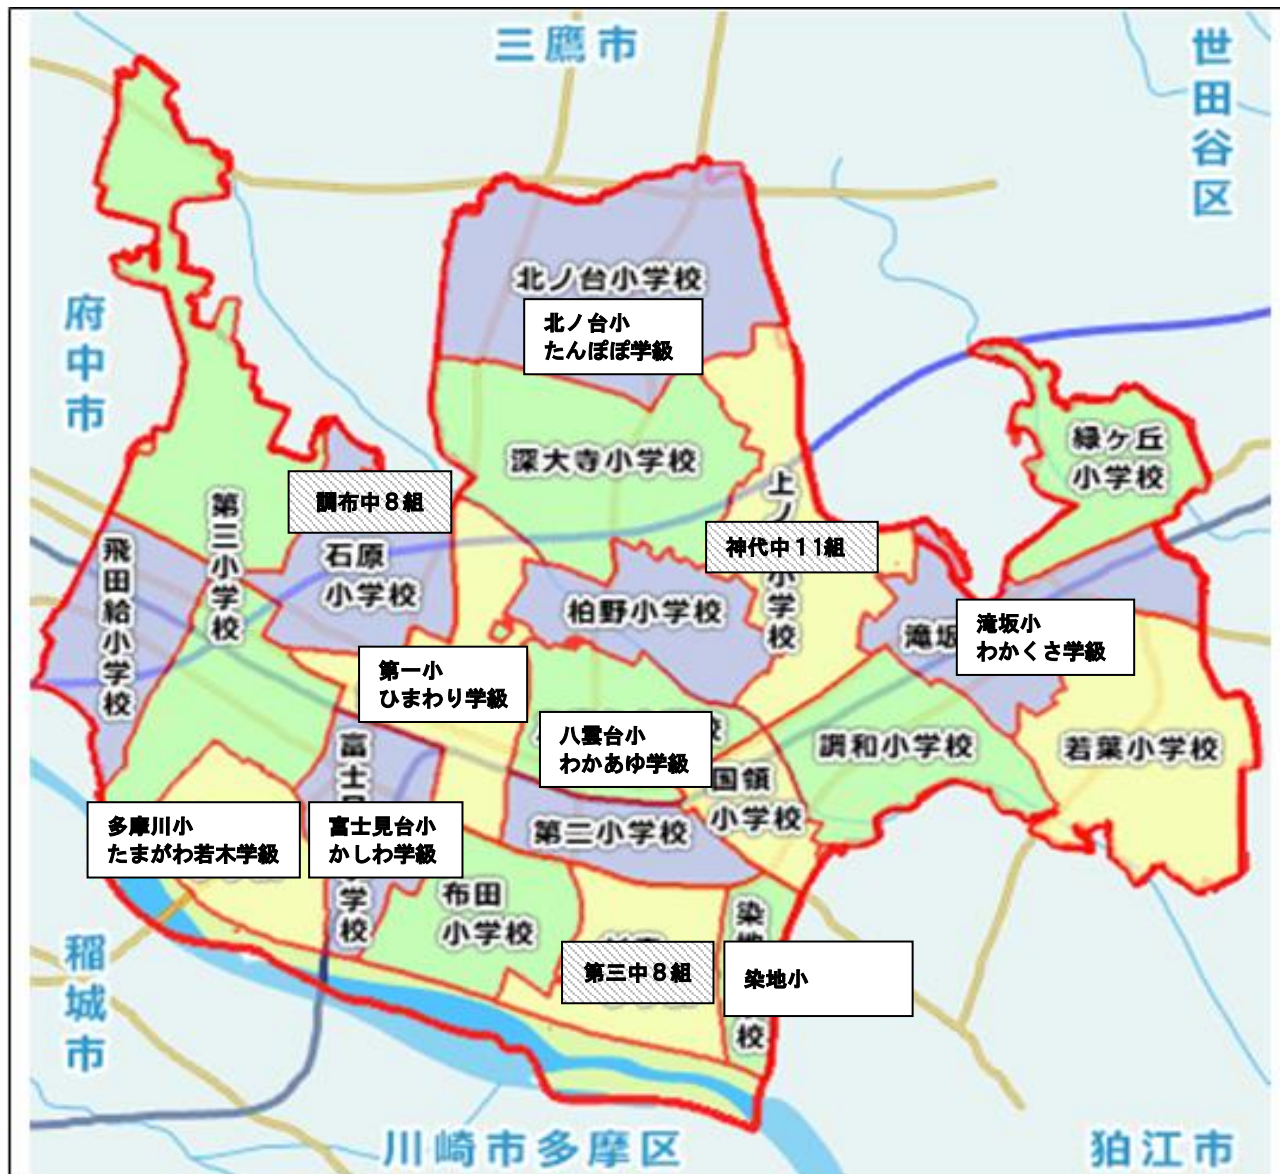 三鷹市
世田谷区
府中市
北ノ台小学校
北ノ台小
たんぽぽ学級
深大寺小学校
緑ヶ丘
小学校
調布中８組
第三小学校
石原
小学校
飛田給小学校
上ノ
小学校
神代中11組
柏野小学校
滝坂
滝坂小
わかくさ学級
第一小
ひまわり学級
八雲台小
わかあゆ学級
調和小学校
若葉小学校
国領
小学校
第二小学校
富士見
学校
多摩川小
たまがわ若木学級
富士見台小
かしわ学級
布田
小学校
染地
校
第三中８組
染地小
稲城市
川崎市多摩区
狛江市